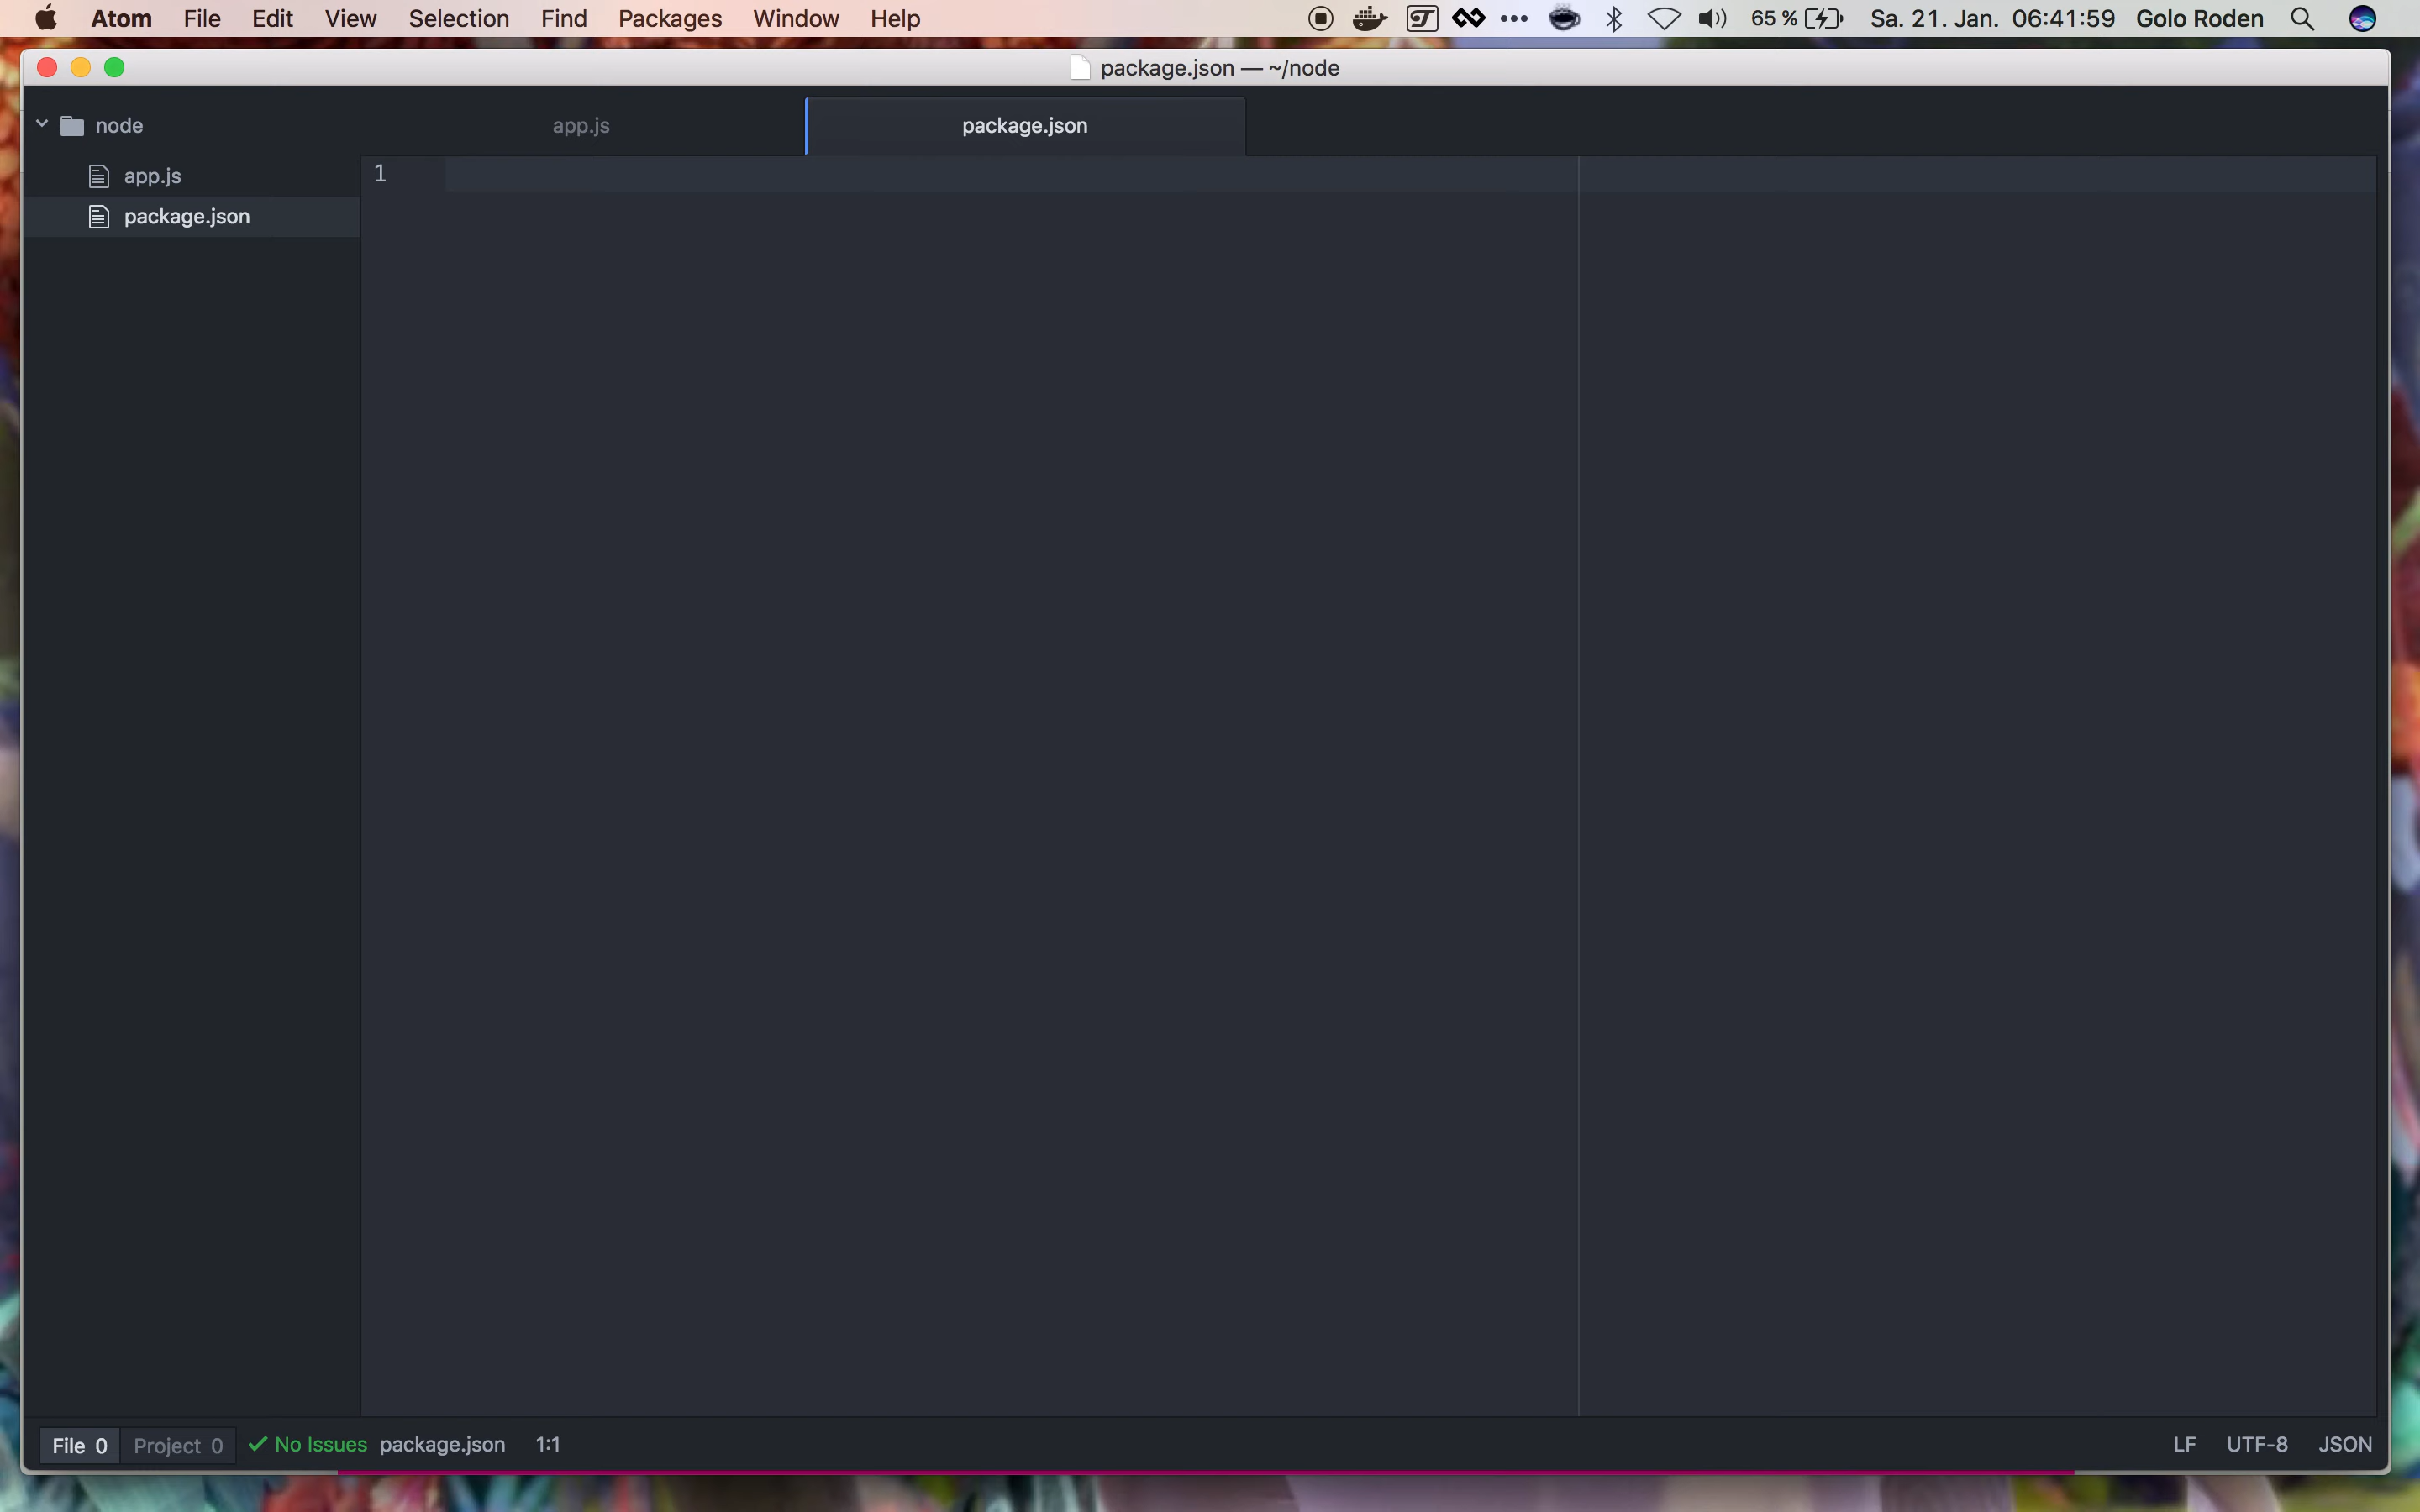 Atom File Edit View Selection Find Packages Window Help 65 % Sa. 21. Jan. 06:41:59 Golo Roden
package.json — ~/node
node
app.js
package.json
app.js package.json
1
File 0 Project 0 No Issues package.json 1:1 LF UTF-8 JSON